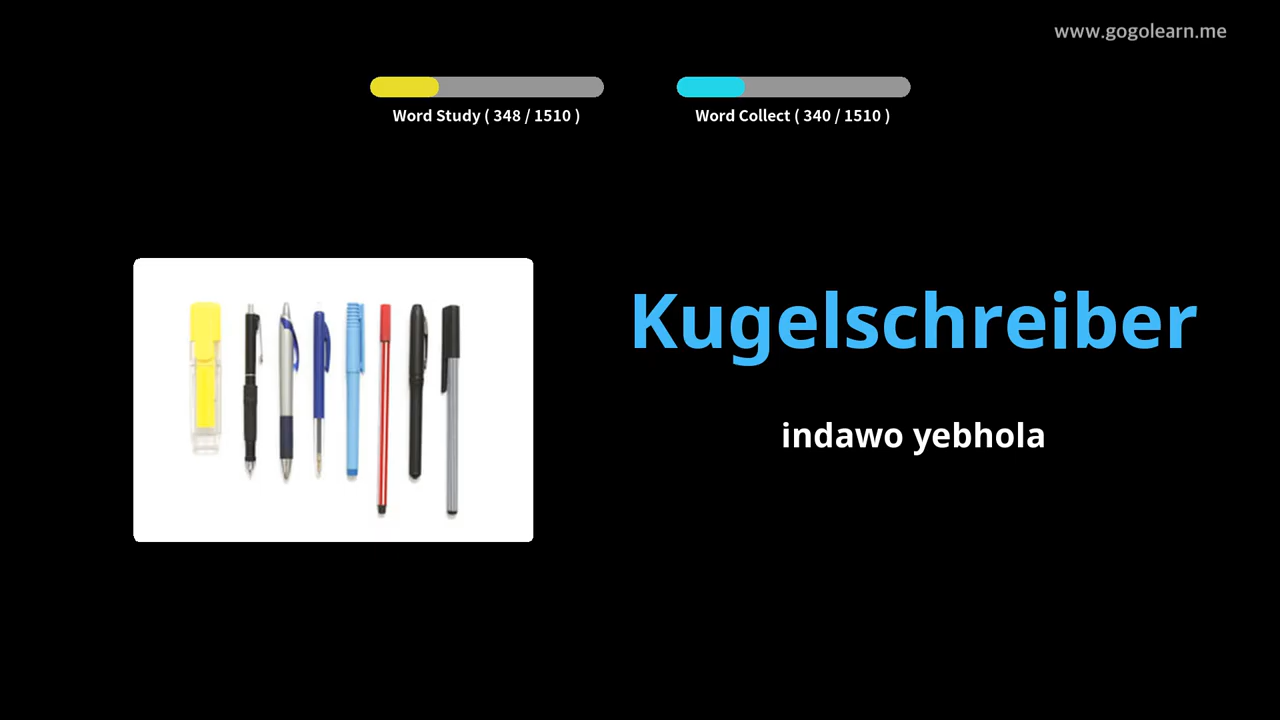 www.gogolearn.me
Word Study ( 348 / 1510 )
Word Collect ( 340 / 1510 )
Kugelschreiber
indawo yebhola